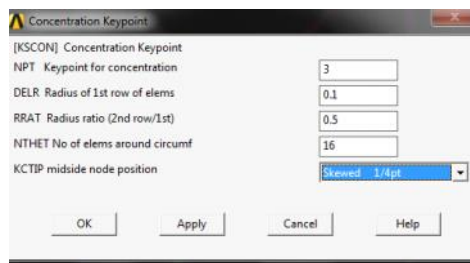 Concentration Keypoint
[KSCON] Concentration Keypoint
NPT Keypoint for concentration 3
DELR Radius of 1st row of elems 0.1
RRAT Radius ratio (2nd row/1st) 0.5
NTHET No of elems around circumf 16
KCTIP midside node position Skewed 1/4pt
OK Apply Cancel Help